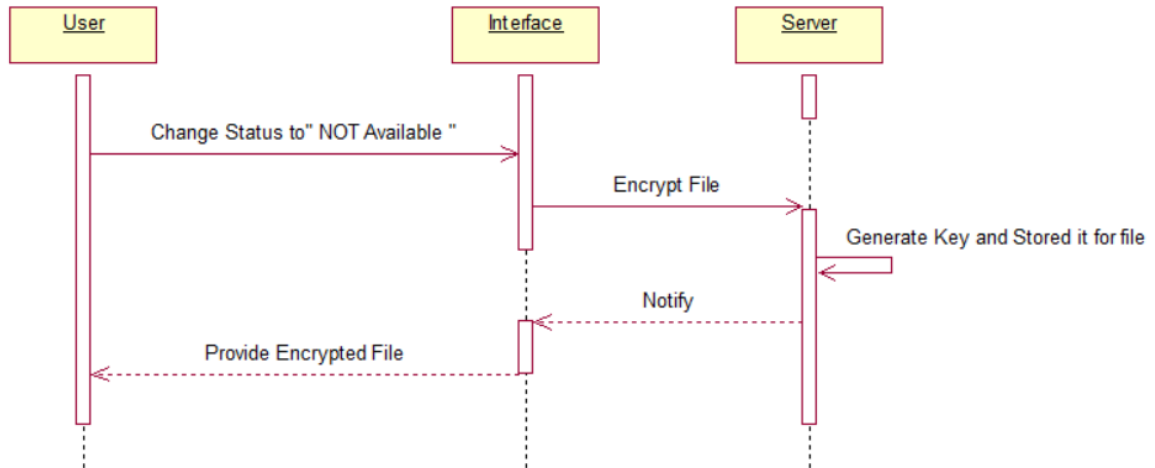 User
Interface
Server
Change Status to" NOT Available "
Encrypt File
Generate Key and Stored it for file
Notify
Provide Encrypted File